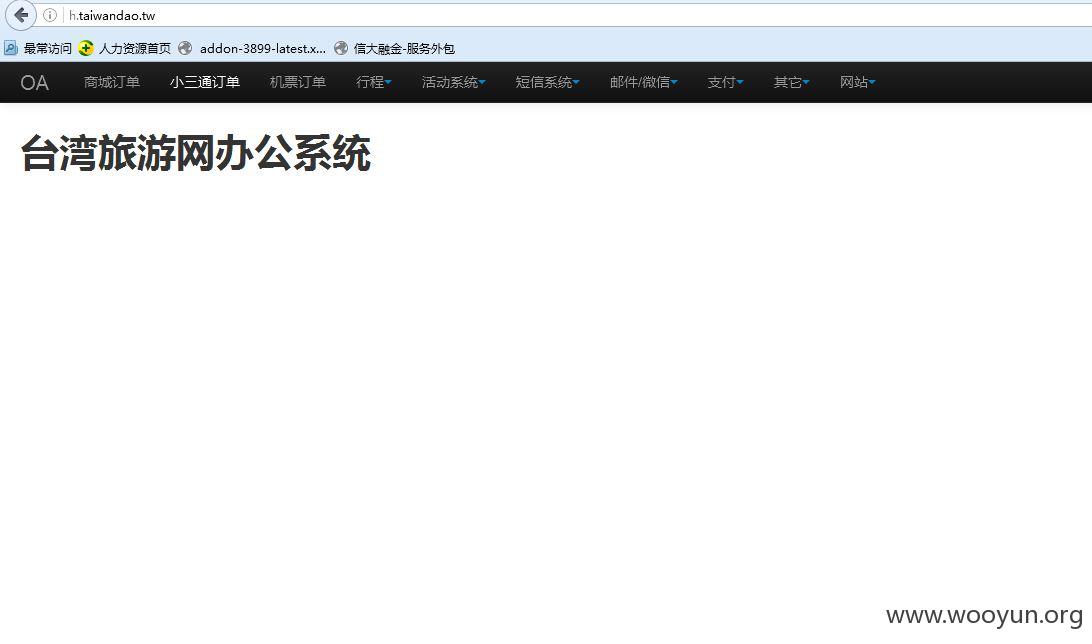 h.taiwandao.tw
最常访问 人力资源首页 addon-3899-latest.x... 信大融金-服务外包
OA 商城订单 小三通订单 机票订单 行程 活动系统 短信系统 邮件/微信 支付 其它 网站
台湾旅游网办公系统
www.wooyun.org